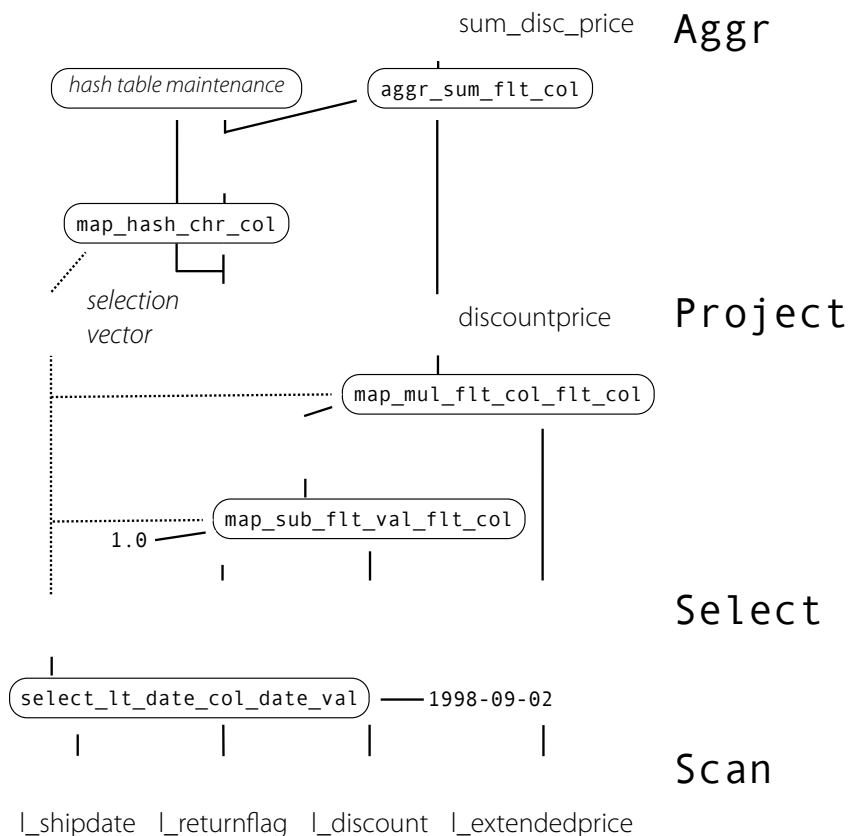 sum_disc_price Aggr
hash table maintenance aggr_sum_flt_col
map_hash_chr_col
selection
vector
discountprice Project
map_mul_flt_col_flt_col
map_sub_flt_val_flt_col
1.0
Select
select_lt_date_col_date_val 1998-09-02
Scan
l_shipdate l_returnflag l_discount l_extendedprice